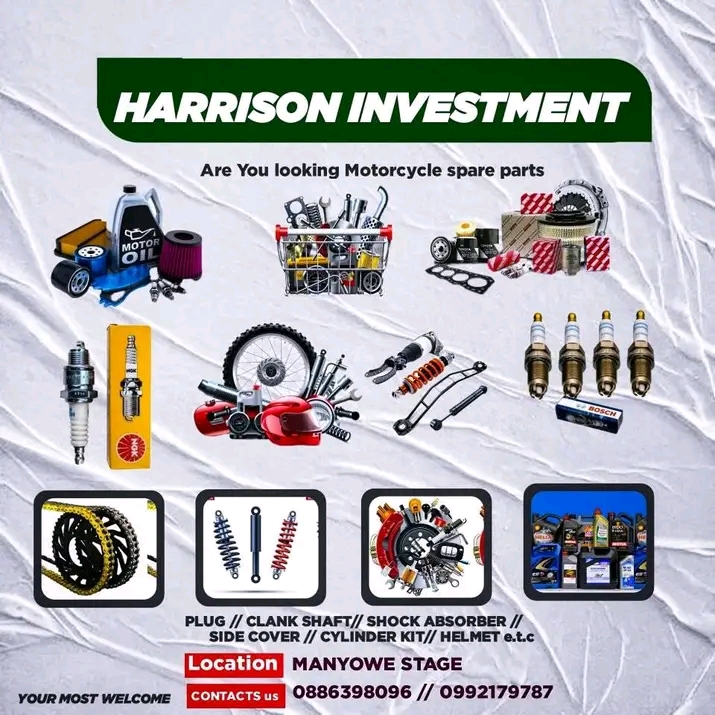 HARRISON INVESTMENT
Are You looking Motorcycle spare parts
MOTOR
OIL
NGK
NGK
BOSCH
PLUG // CLANK SHAFT// SHOCK ABSORBER //
SIDE COVER // CYLINDER KIT// HELMET e.t.c
Location MANYOWE STAGE
YOUR MOST WELCOME CONTACTS us 0886398096 // 0992179787